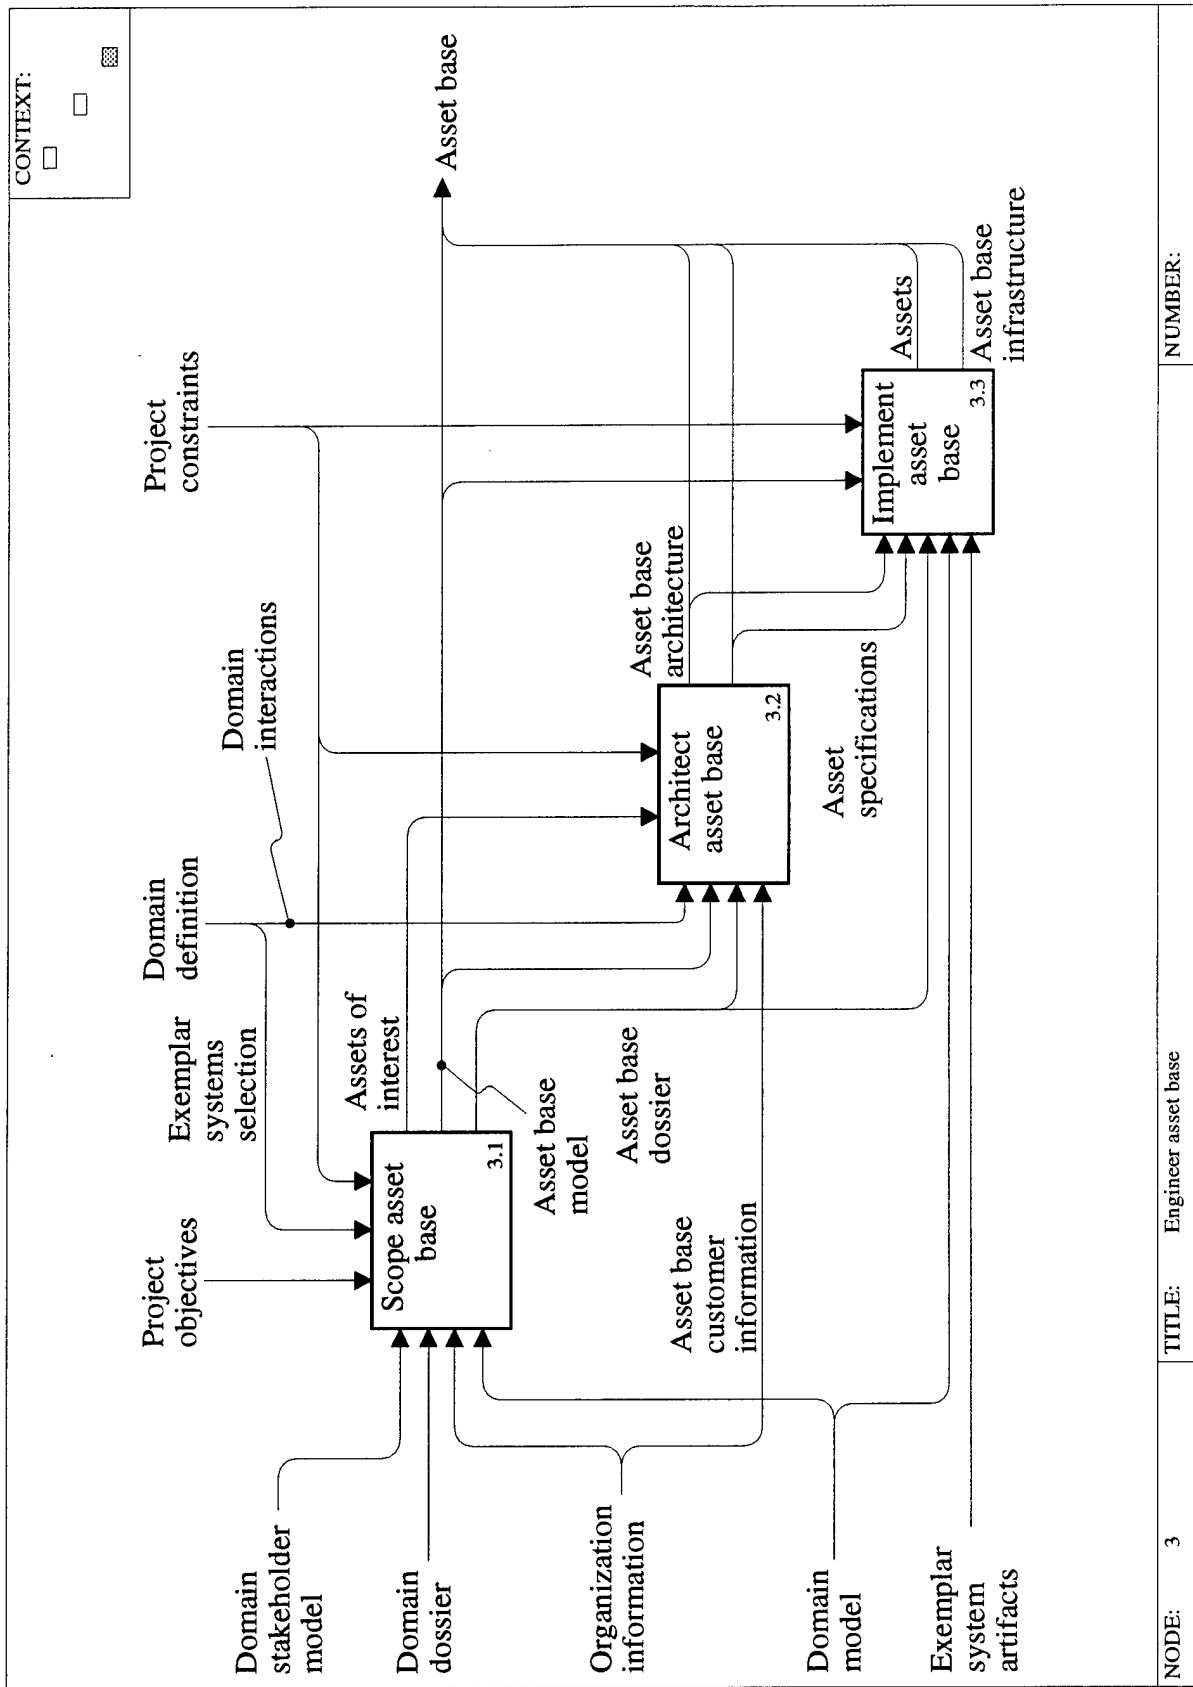 CONTEXT:
Project
objectives
Exemplar
systems
selection
Domain
definition
Domain
interactions
Project
constraints
Asset base
Domain
stakeholder
model
Domain
dossier
Organization
information
Domain
model
Exemplar
system
artifacts
Scope asset
base
3.1
Assets of
interest
Asset base
model
Asset base
dossier
Asset base
customer
information
Architect
asset base
3.2
Asset base
architecture
Asset
specifications
Implement
asset
base
3.3
Assets
Asset base
infrastructure
NODE: 3
TITLE: Engineer asset base
NUMBER: